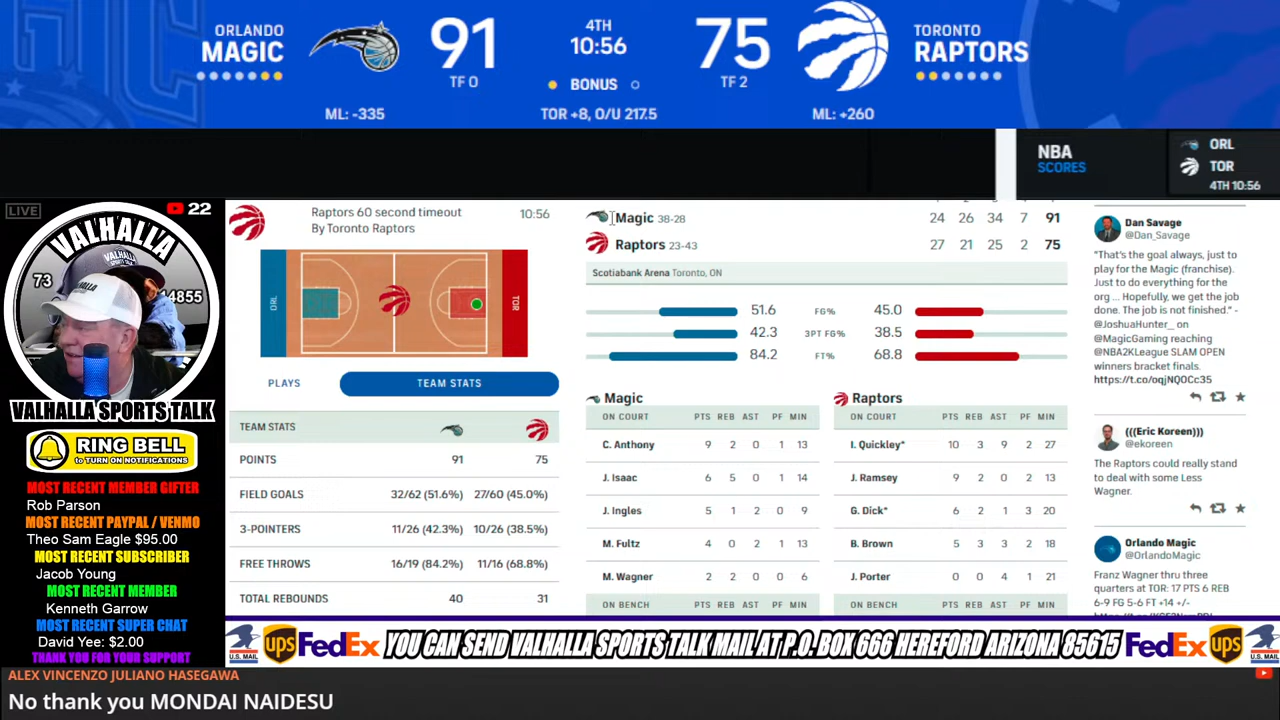 ORLANDO
MAGIC
91
TF 0
4TH
10:56
BONUS
75
TF 2
TORONTO
RAPTORS
ML: -335
TOR +8, O/U 217.5
ML: +260
NBA
SCORES
ORL
TOR
4TH 10:56
LIVE
22
VALHALLA
73
14855
VALHALLA SPORTS TALK
RING BELL
to TURN ON NOTIFICATIONS
MOST RECENT MEMBER GIFTER
Rob Parson
MOST RECENT PAYPAL / VENMO
Theo Sam Eagle $95.00
MOST RECENT SUBSCRIBER
Jacob Young
MOST RECENT MEMBER
Kenneth Garrow
MOST RECENT SUPER CHAT
David Yee: $2.00
THANK YOU FOR YOUR SUPPORT
Raptors 60 second timeout 10:56
By Toronto Raptors
ORL
TOR
PLAYS
TEAM STATS
TEAM STATS
POINTS 91 75
FIELD GOALS 32/62 (51.6%) 27/60 (45.0%)
3-POINTERS 11/26 (42.3%) 10/26 (38.5%)
FREE THROWS 16/19 (84.2%) 11/16 (68.8%)
TOTAL REBOUNDS 40 31
Magic 38-28 24 26 34 7 91
Raptors 23-43 27 21 25 2 75
Scotiabank Arena Toronto, ON
51.6 FG% 45.0
42.3 3PT FG% 38.5
84.2 FT% 68.8
Magic
ON COURT PTS REB AST PF MIN
C. Anthony 9 2 0 1 13
J. Isaac 6 5 0 1 14
J. Ingles 5 1 2 0 9
M. Fultz 4 0 2 1 13
M. Wagner 2 2 0 0 6
ON BENCH PTS REB AST PF MIN
Raptors
ON COURT PTS REB AST PF MIN
I. Quickley* 10 3 9 2 27
J. Ramsey 9 2 0 2 13
G. Dick* 6 2 1 3 20
B. Brown 5 3 3 2 18
J. Porter 0 0 4 1 21
ON BENCH PTS REB AST PF MIN
Dan Savage
@Dan_Savage
"That's the goal always, just to
play for the Magic (franchise).
Just to do everything for the
org ... Hopefully, we get the job
done. The job is not finished." -
@JoshuaHunter_ on
@MagicGaming reaching
@NBA2KLeague SLAM OPEN
winners bracket finals.
https://t.co/oqjNQOCc35
(((Eric Koreen)))
@ekoreen
The Raptors could really stand
to deal with some Less
Wagner.
Orlando Magic
@OrlandoMagic
Franz Wagner thru three
quarters at TOR: 17 PTS 6 REB
6-9 FG 5-6 FT +14 +/-
U.S. MAIL
ups
FedEx
YOU CAN SEND VALHALLA SPORTS TALK MAIL AT P.O. BOX 666 HEREFORD ARIZONA 85615
FedEx
ups
U.S. MAIL
ALEX VINCENZO JULIANO HASEGAWA
No thank you MONDAI NAIDESU